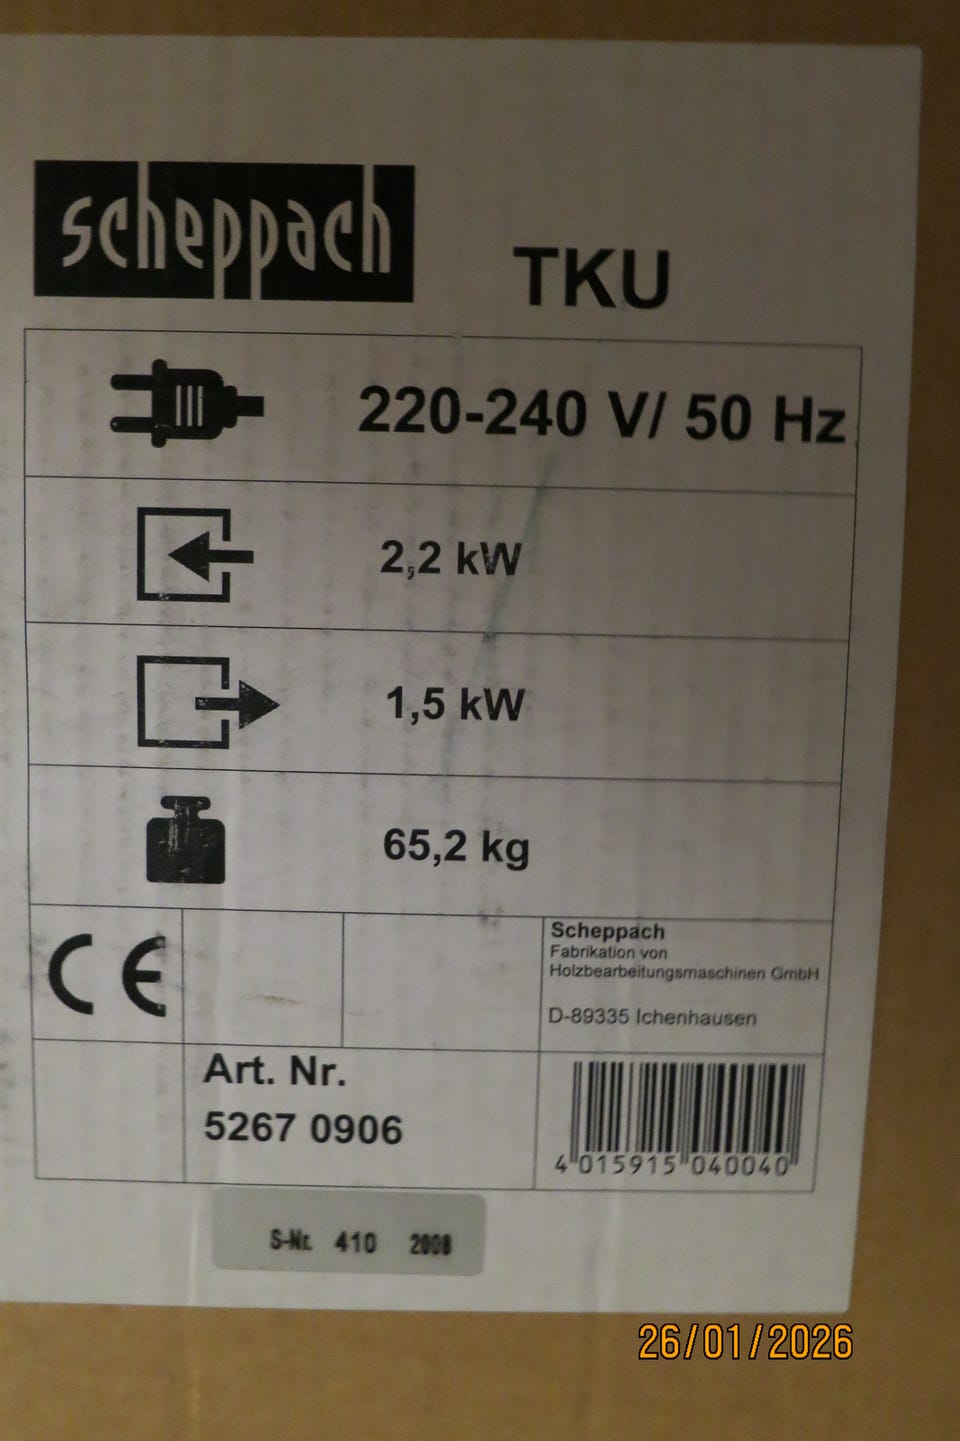 scheppach
TKU
220-240 V/ 50 Hz
2,2 kW
1,5 kW
65,2 kg
CE
Scheppach
Fabrikation von
Holzbearbeitungsmaschinen GmbH
D-89335 Ichenhausen
Art. Nr.
5267 0906
4 015915 040040
S-Nr. 410 2008
26/01/2026